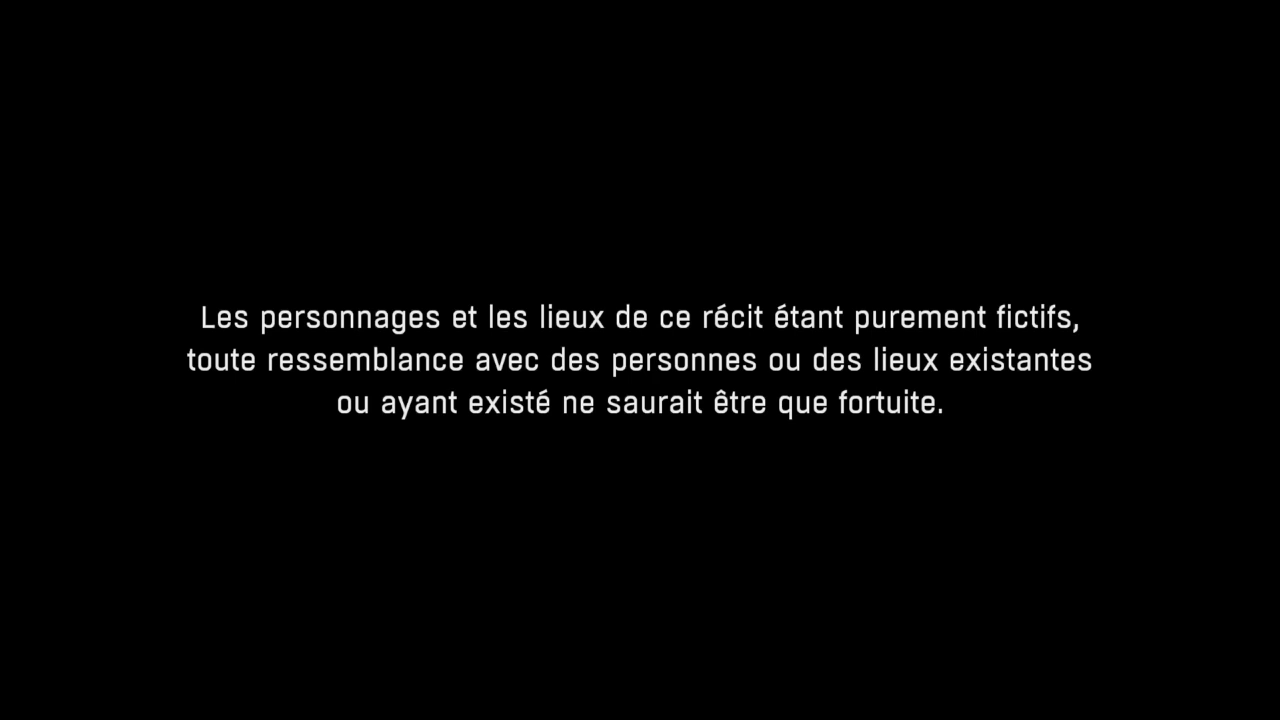 Les personnages et les lieux de ce récit étant purement fictifs,
toute ressemblance avec des personnes ou des lieux existantes
ou ayant existé ne saurait être que fortuite.